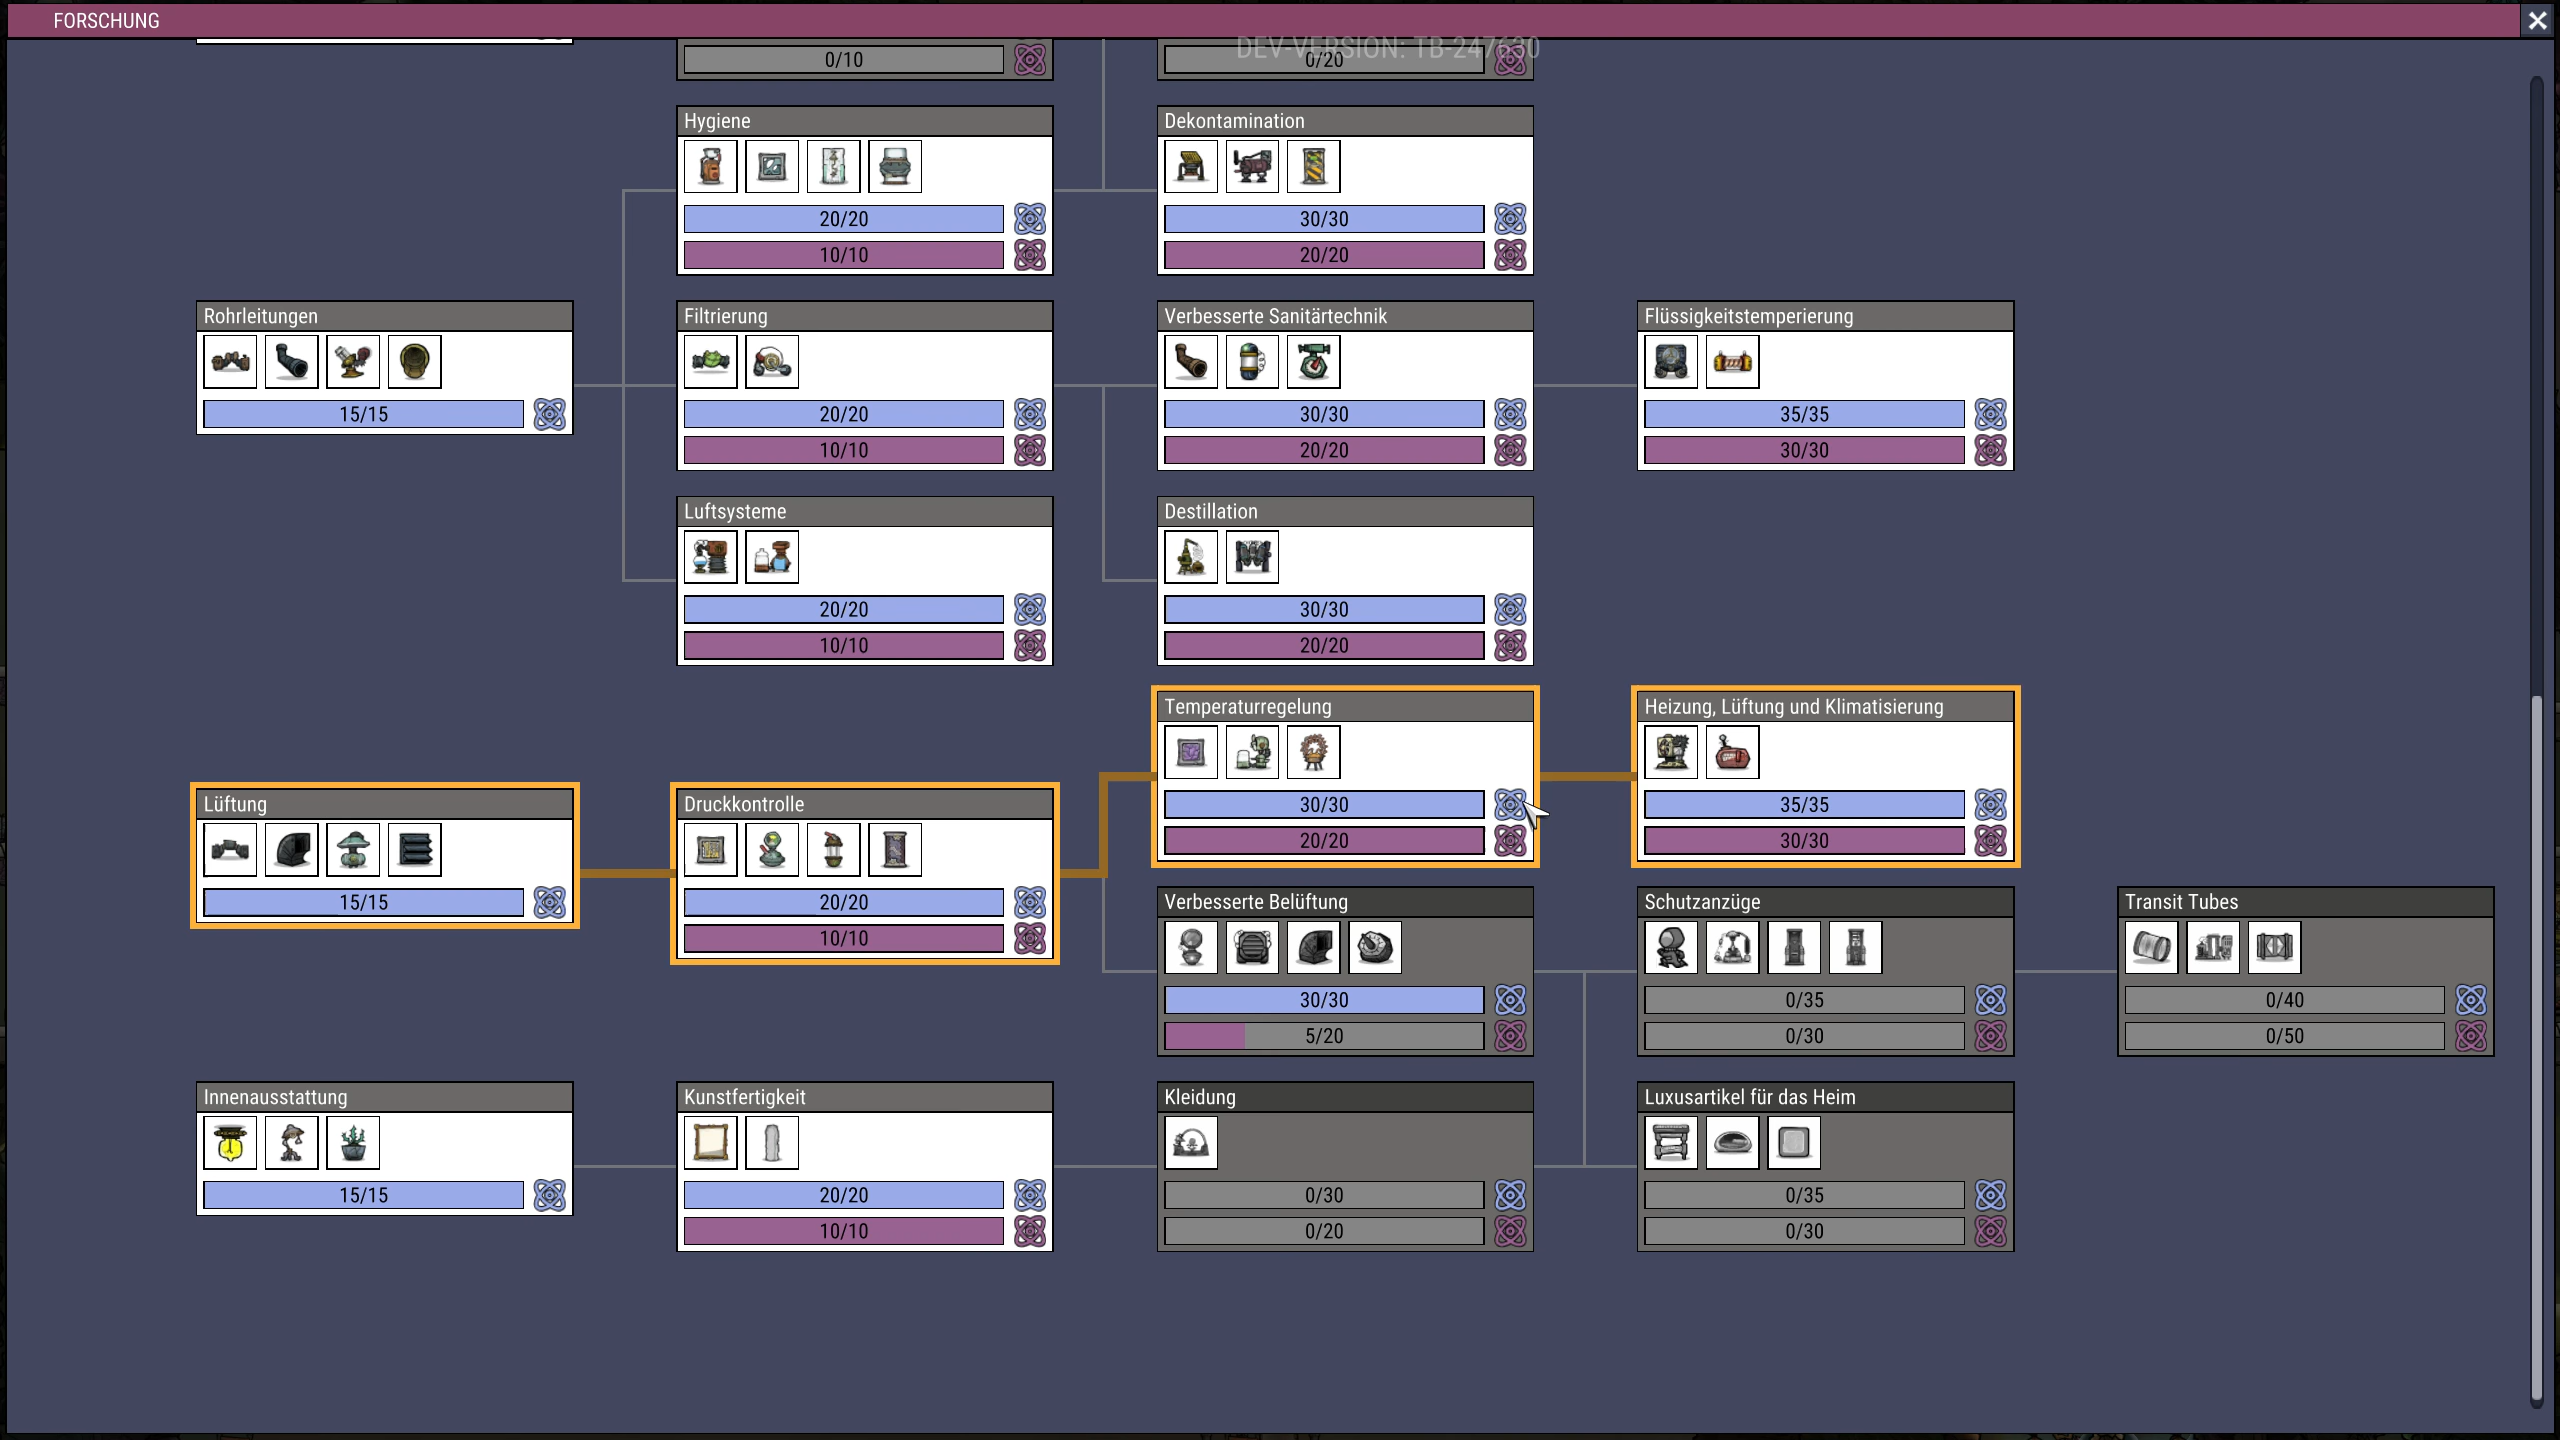 FORSCHUNG
DEV-VERSION: TB-247630
0/10
0/20
Hygiene
20/20
10/10
Dekontamination
30/30
20/20
Rohrleitungen
15/15
Filtrierung
20/20
10/10
Verbesserte Sanitärtechnik
30/30
20/20
Flüssigkeitstemperierung
35/35
30/30
Luftsysteme
20/20
10/10
Destillation
30/30
20/20
Temperaturregelung
30/30
20/20
Heizung, Lüftung und Klimatisierung
35/35
30/30
Lüftung
15/15
Druckkontrolle
20/20
10/10
Verbesserte Belüftung
30/30
5/20
Schutzanzüge
0/35
0/30
Transit Tubes
0/40
0/50
Innenausstattung
15/15
Kunstfertigkeit
20/20
10/10
Kleidung
0/30
0/20
Luxusartikel für das Heim
0/35
0/30